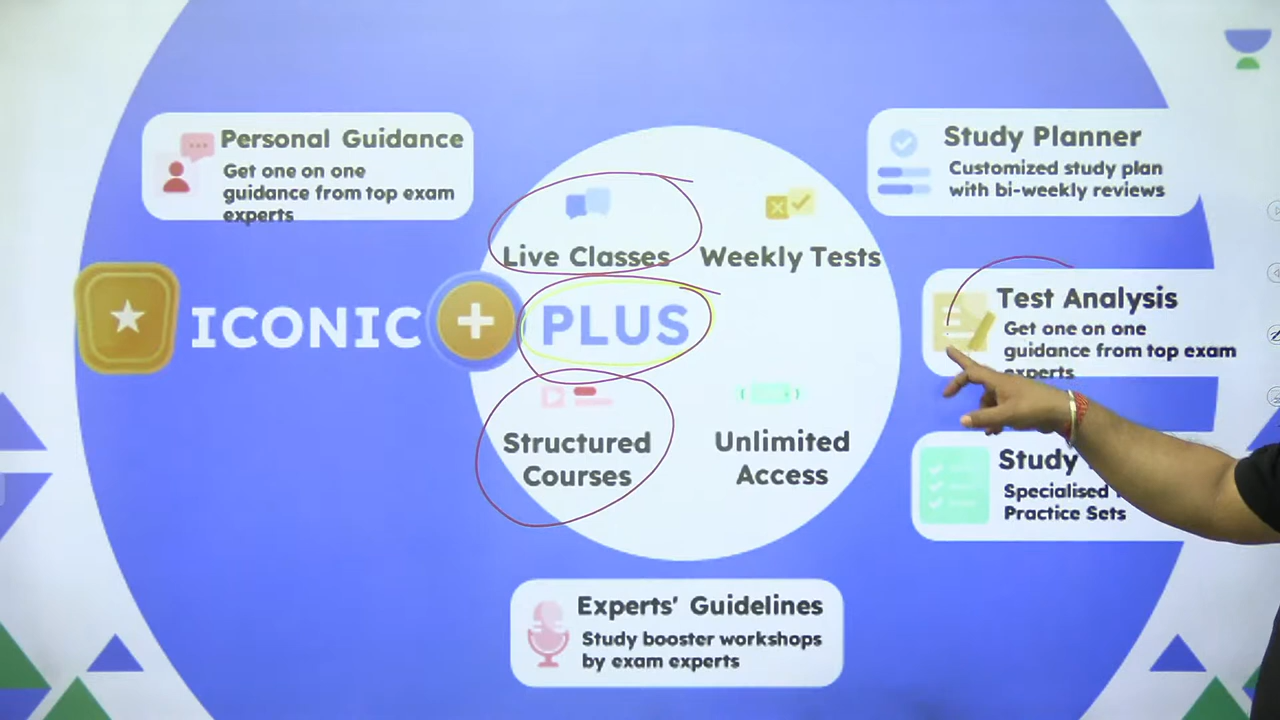 Personal Guidance
Get one on one
guidance from top exam
experts
ICONIC
PLUS
Live Classes
Weekly Tests
Structured
Courses
Unlimited
Access
Study Planner
Customized study plan
with bi-weekly reviews
Test Analysis
Get one on one
guidance from top exam
experts
Study
Specialised
Practice Sets
Experts' Guidelines
Study booster workshops
by exam experts